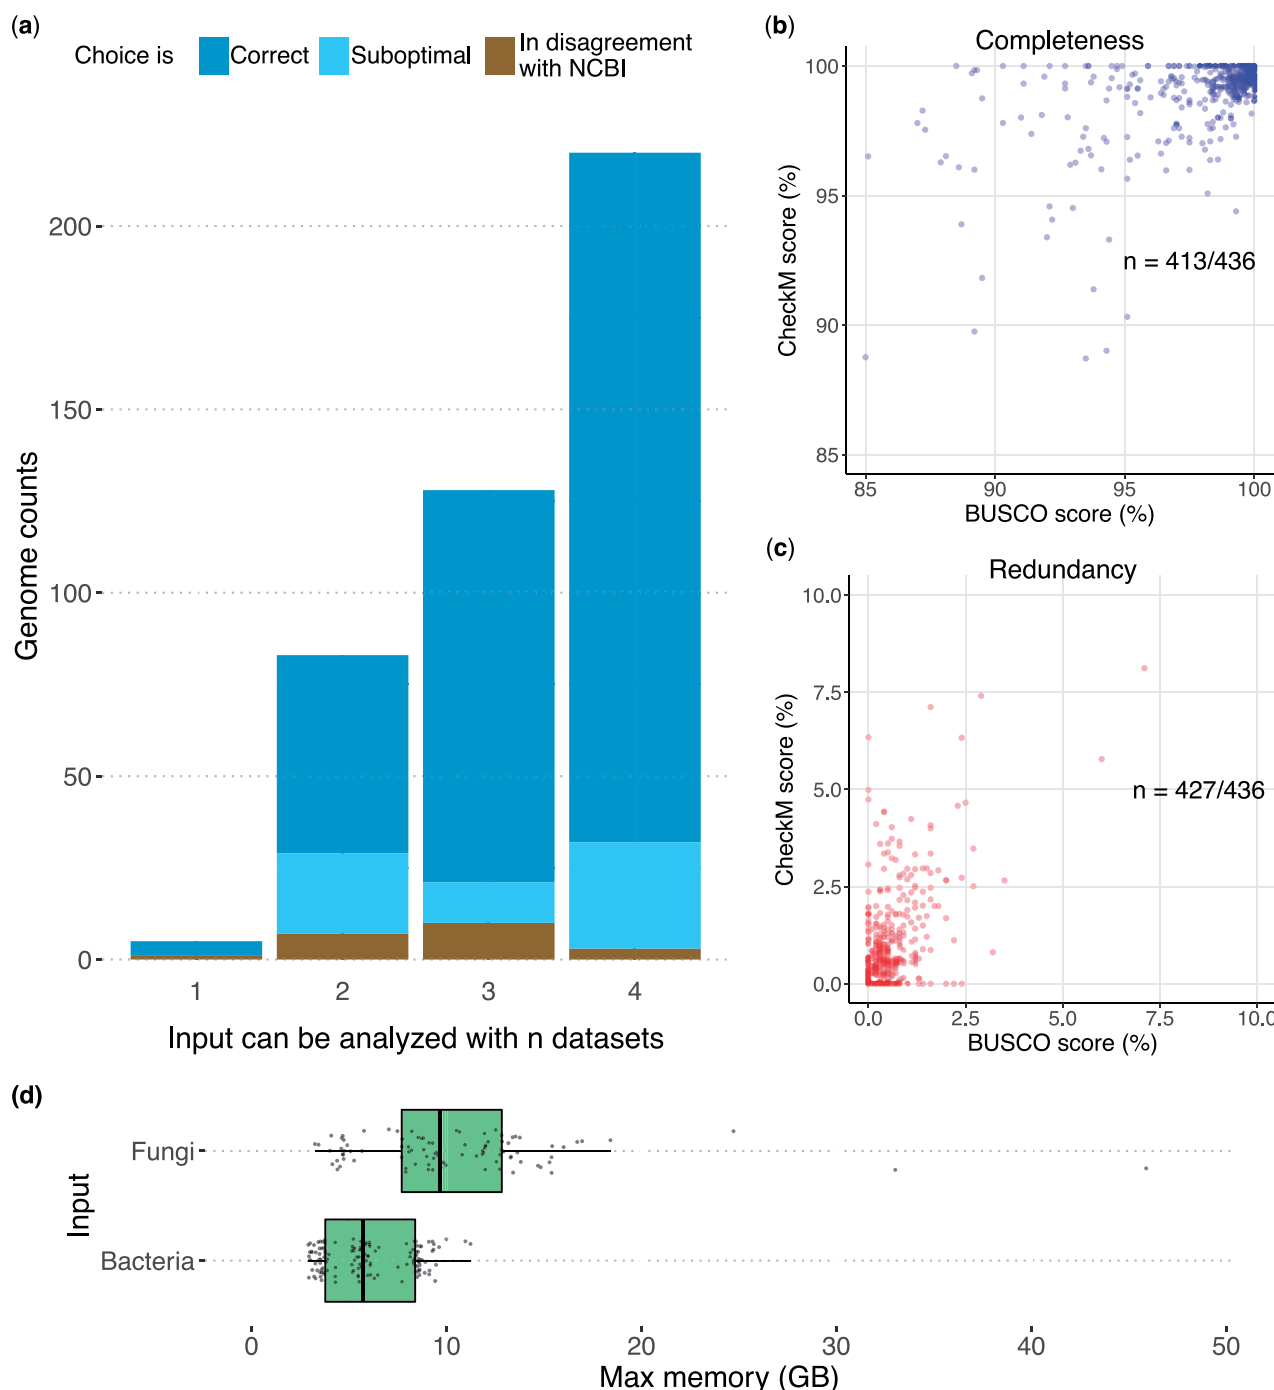 (a)
Choice is
Correct
Suboptimal
In disagreement
with NCBI
Genome counts
200
150
100
50
0
1 2 3 4
Input can be analyzed with n datasets
(b)
Completeness
CheckM score (%)
100
95
90
85
n = 413/436
85 90 95 100
BUSCO score (%)
(c)
Redundancy
CheckM score (%)
10.0
7.5
5.0
2.5
0.0
n = 427/436
0.0 2.5 5.0 7.5 10.0
BUSCO score (%)
(d)
Input
Fungi
Bacteria
0 10 20 30 40 50
Max memory (GB)